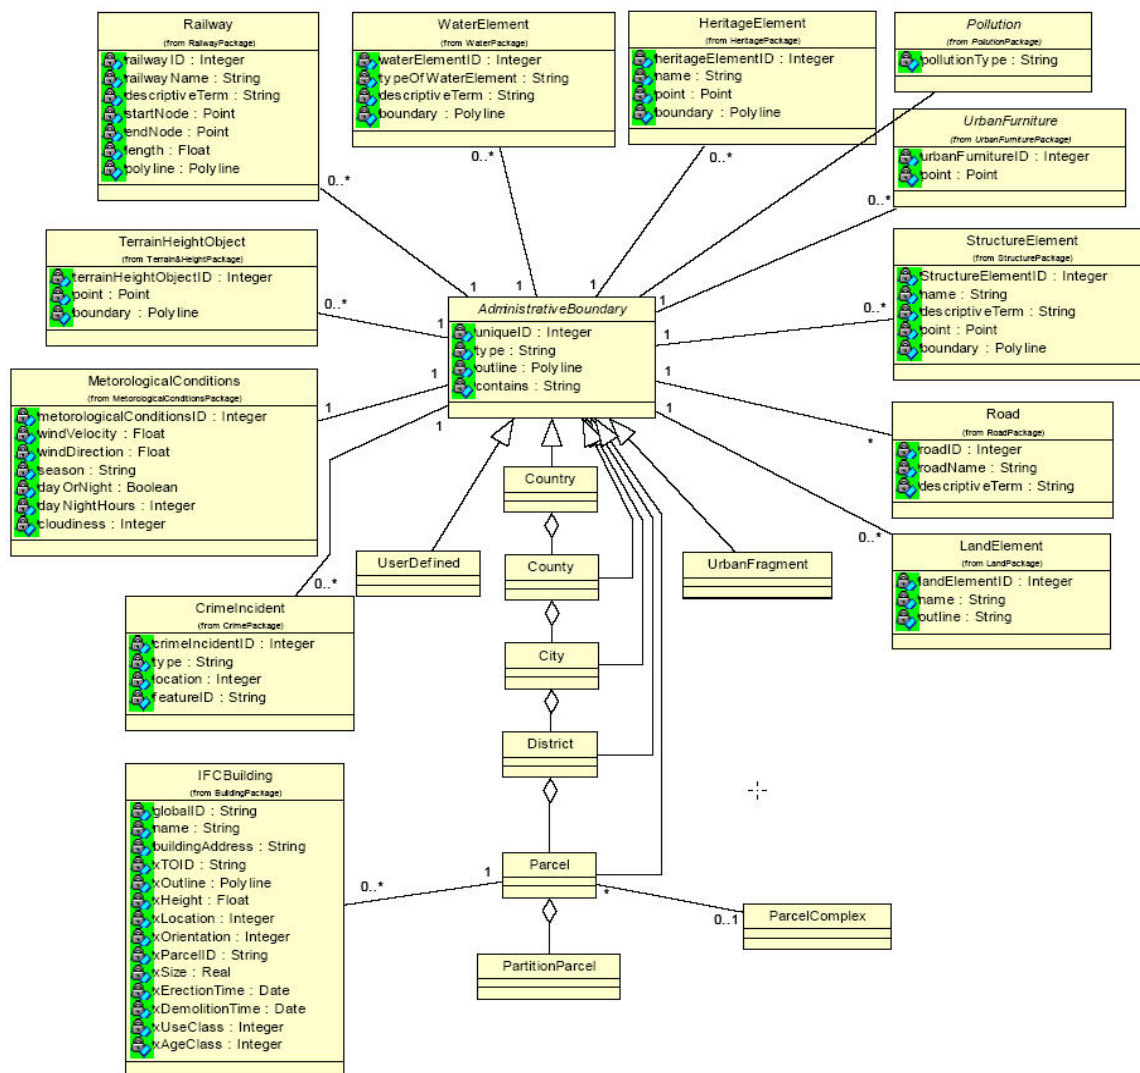 Railway
(from RailwayPackage)
railwayID : Integer
railwayName : String
descriptiveTerm : String
startNode : Point
endNode : Point
length : Float
polyline : Polyline
0..*
WaterElement
(from WaterPackage)
waterElementID : Integer
typeOfWaterElement : String
descriptiveTerm : String
boundary : Polyline
0..*
HeritageElement
(from HeritagePackage)
heritageElementID : Integer
name : String
point : Point
boundary : Polyline
0..*
Pollution
(from PollutionPackage)
pollutionType : String
UrbanFurniture
(from UrbanFurniturePackage)
urbanFurnitureID : Integer
point : Point
0..*
TerrainHeightObject
(from Terrain&HeightPackage)
terrainHeightObjectID : Integer
point : Point
boundary : Polyline
0..*
1
1
1
1
1
AdministrativeBoundary
uniqueID : Integer
type : String
outline : Polyline
contains : String
1
1
1
1
1
1
StructureElement
(from StructurePackage)
StructureElementID : Integer
name : String
descriptiveTerm : String
point : Point
boundary : Polyline
0..*
MetorologicalConditions
(from MetorologicalConditionsPackage)
metorologicalConditionsID : Integer
windVelocity : Float
windDirection : Float
season : String
dayOrNight : Boolean
dayNightHours : Integer
cloudiness : Integer
Road
(from RoadPackage)
roadID : Integer
roadName : String
descriptiveTerm : String
*
Country
UserDefined
County
UrbanFragment
LandElement
(from LandPackage)
landElementID : Integer
name : String
outline : String
0..*
0..*
CrimeIncident
(from CrimePackage)
crimeIncidentID : Integer
type : String
location : Integer
featureID : String
City
District
IFCBuilding
(from BuildingPackage)
globalID : String
name : String
buildingAddress : String
xTOID : String
xOutline : Polyline
xHeight : Float
xLocation : Integer
xOrientation : Integer
xParcelID : String
xSize : Real
xErectionTime : Date
xDemolitionTime : Date
xUseClass : Integer
xAgeClass : Integer
0..*
1
Parcel
*
0..1
ParcelComplex
PartitionParcel